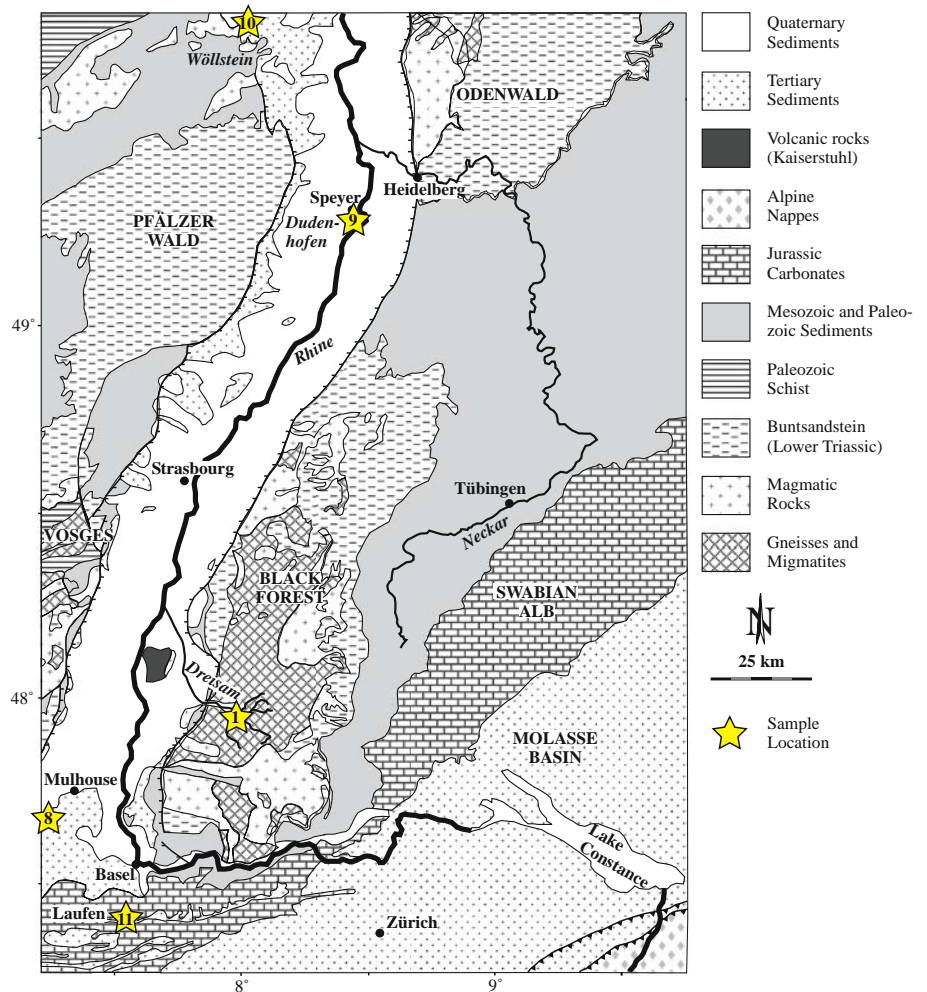 10
Wöllstein
ODENWALD
Heidelberg
Speyer
9
Duden-
hofen
PFÄLZER
WALD
49°
Rhine
Strasbourg
Tübingen
Neckar
VOSGES
BLACK
FOREST
SWABIAN
ALB
Dreisam
48°
1
MOLASSE
BASIN
Mulhouse
8
Lake
Constance
Basel
Laufen
11
Zürich
8°
9°
Quaternary
Sediments
Tertiary
Sediments
Volcanic rocks
(Kaiserstuhl)
Alpine
Nappes
Jurassic
Carbonates
Mesozoic and Paleo-
zoic Sediments
Paleozoic
Schist
Buntsandstein
(Lower Triassic)
Magmatic
Rocks
Gneisses and
Migmatites
N
25 km
Sample
Location